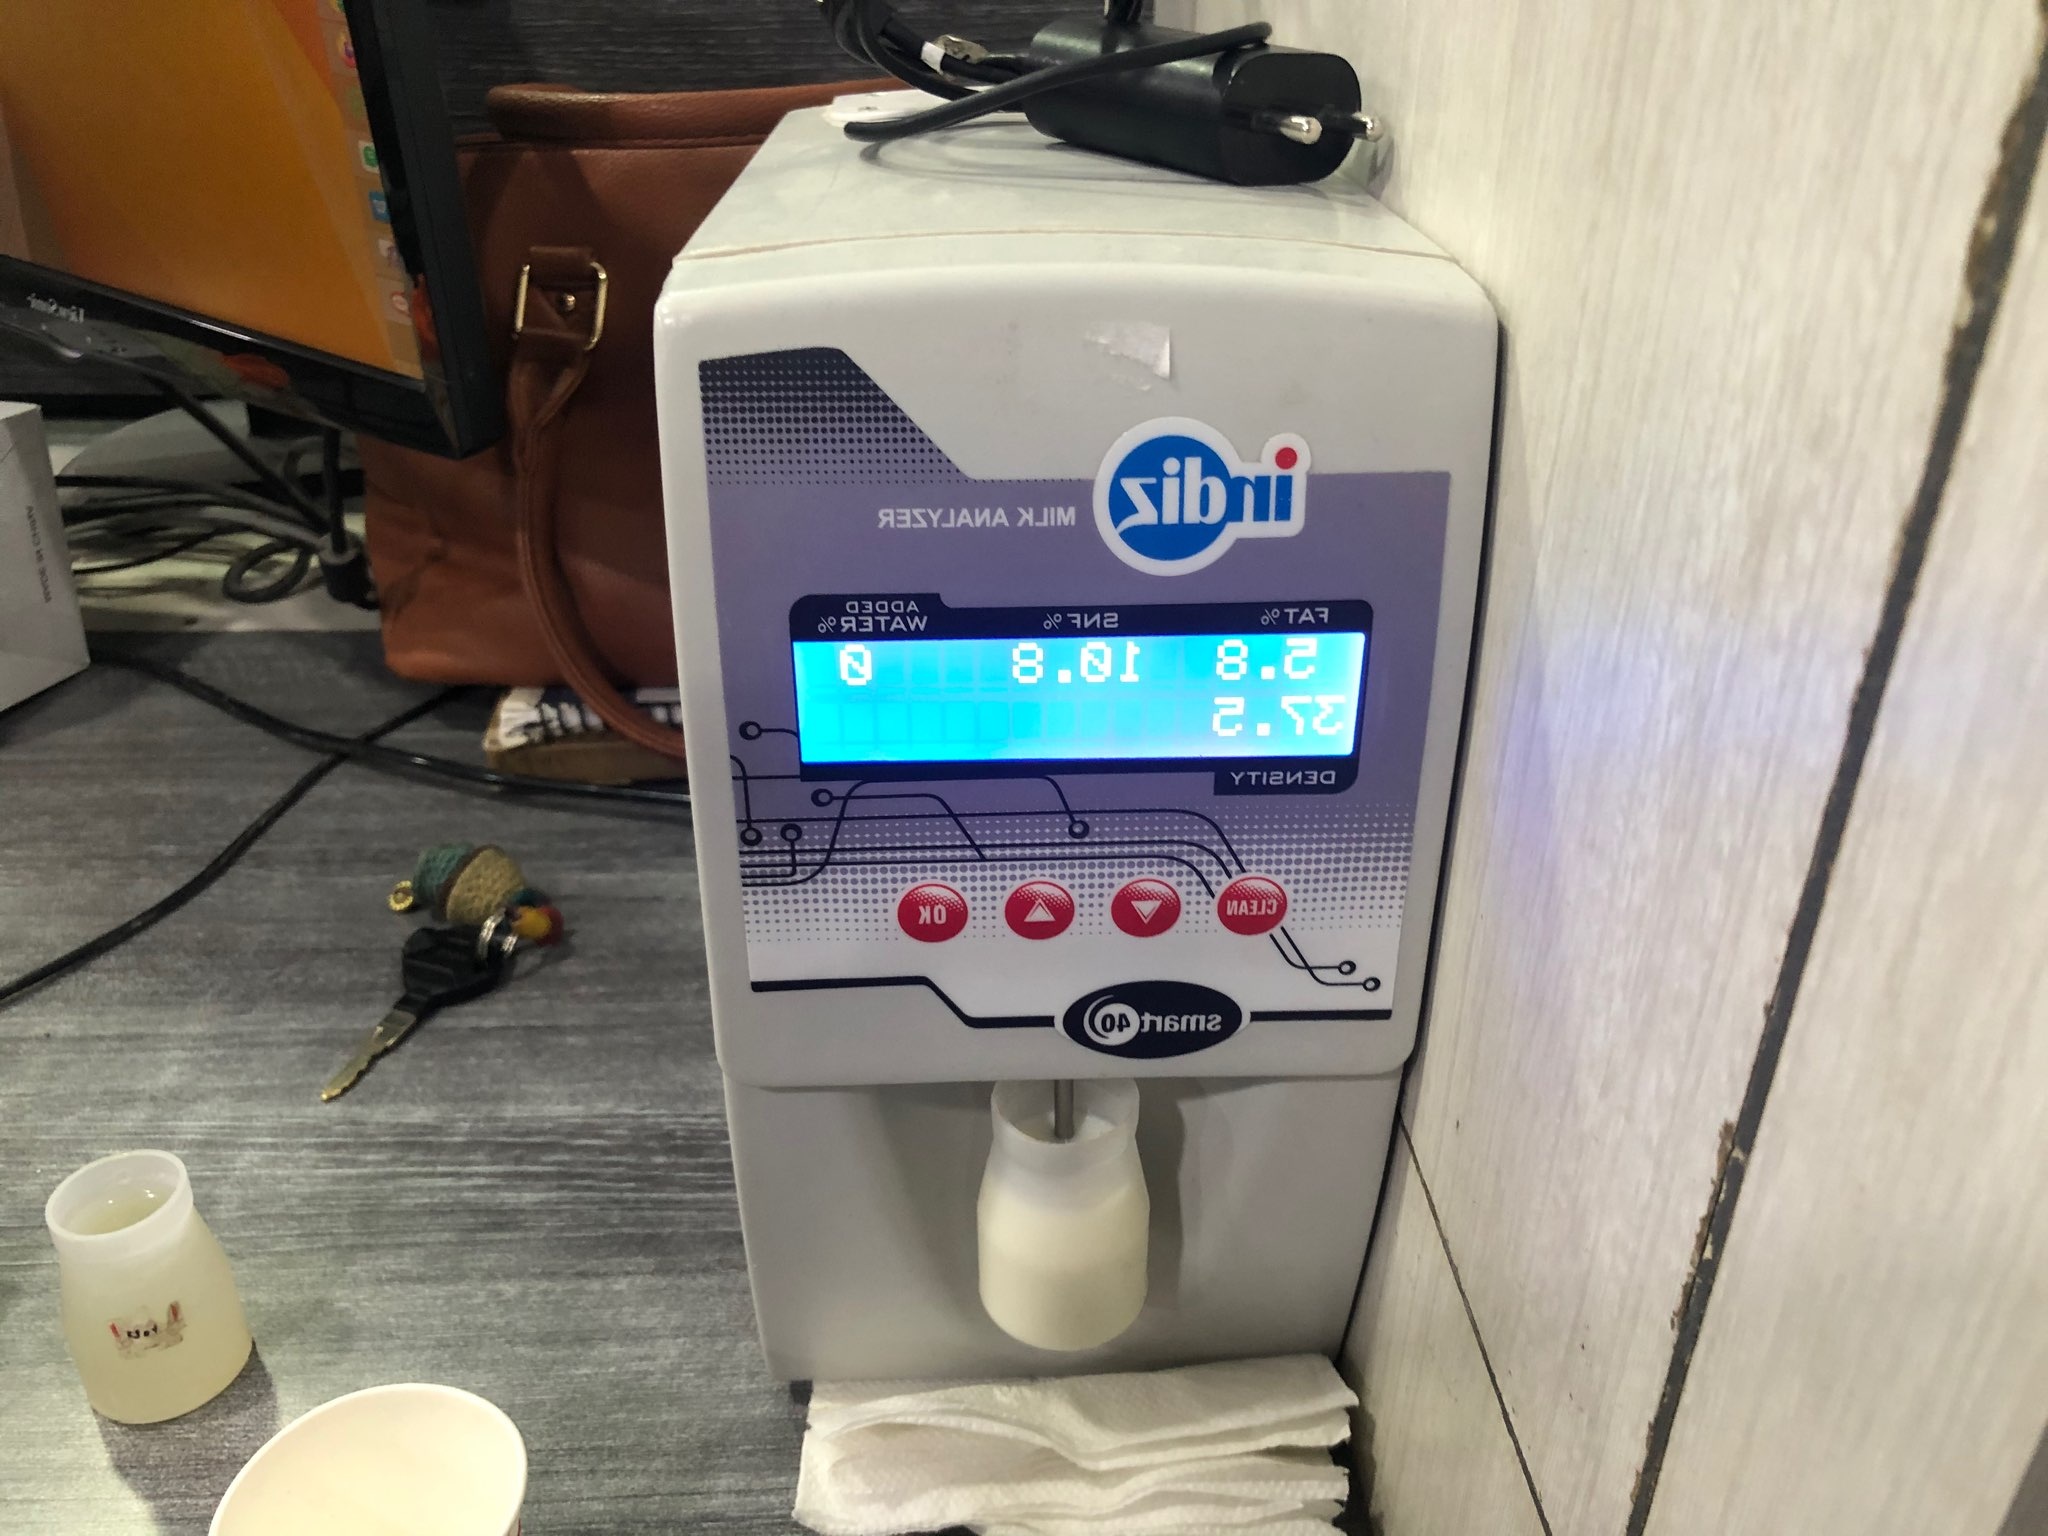 ViewSonic
indiz
MILK ANALYZER
FAT% SNF% ADDED WATER%
5.8 10.8 0
37.5
DENSITY
CLEAN OK
smart 40